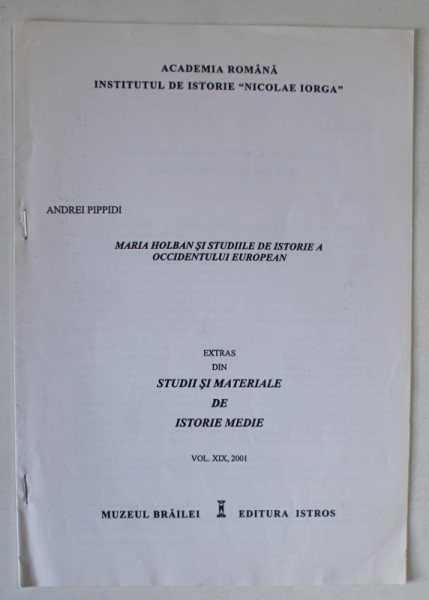 ACADEMIA ROMÂNĂ
INSTITUTUL DE ISTORIE "NICOLAE IORGA"
ANDREI PIPPIDI
MARIA HOLBAN ŞI STUDIILE DE ISTORIE A
OCCIDENTULUI EUROPEAN
EXTRAS
DIN
STUDII ŞI MATERIALE
DE
ISTORIE MEDIE
VOL. XIX, 2001
MUZEUL BRĂILEI EDITURA ISTROS